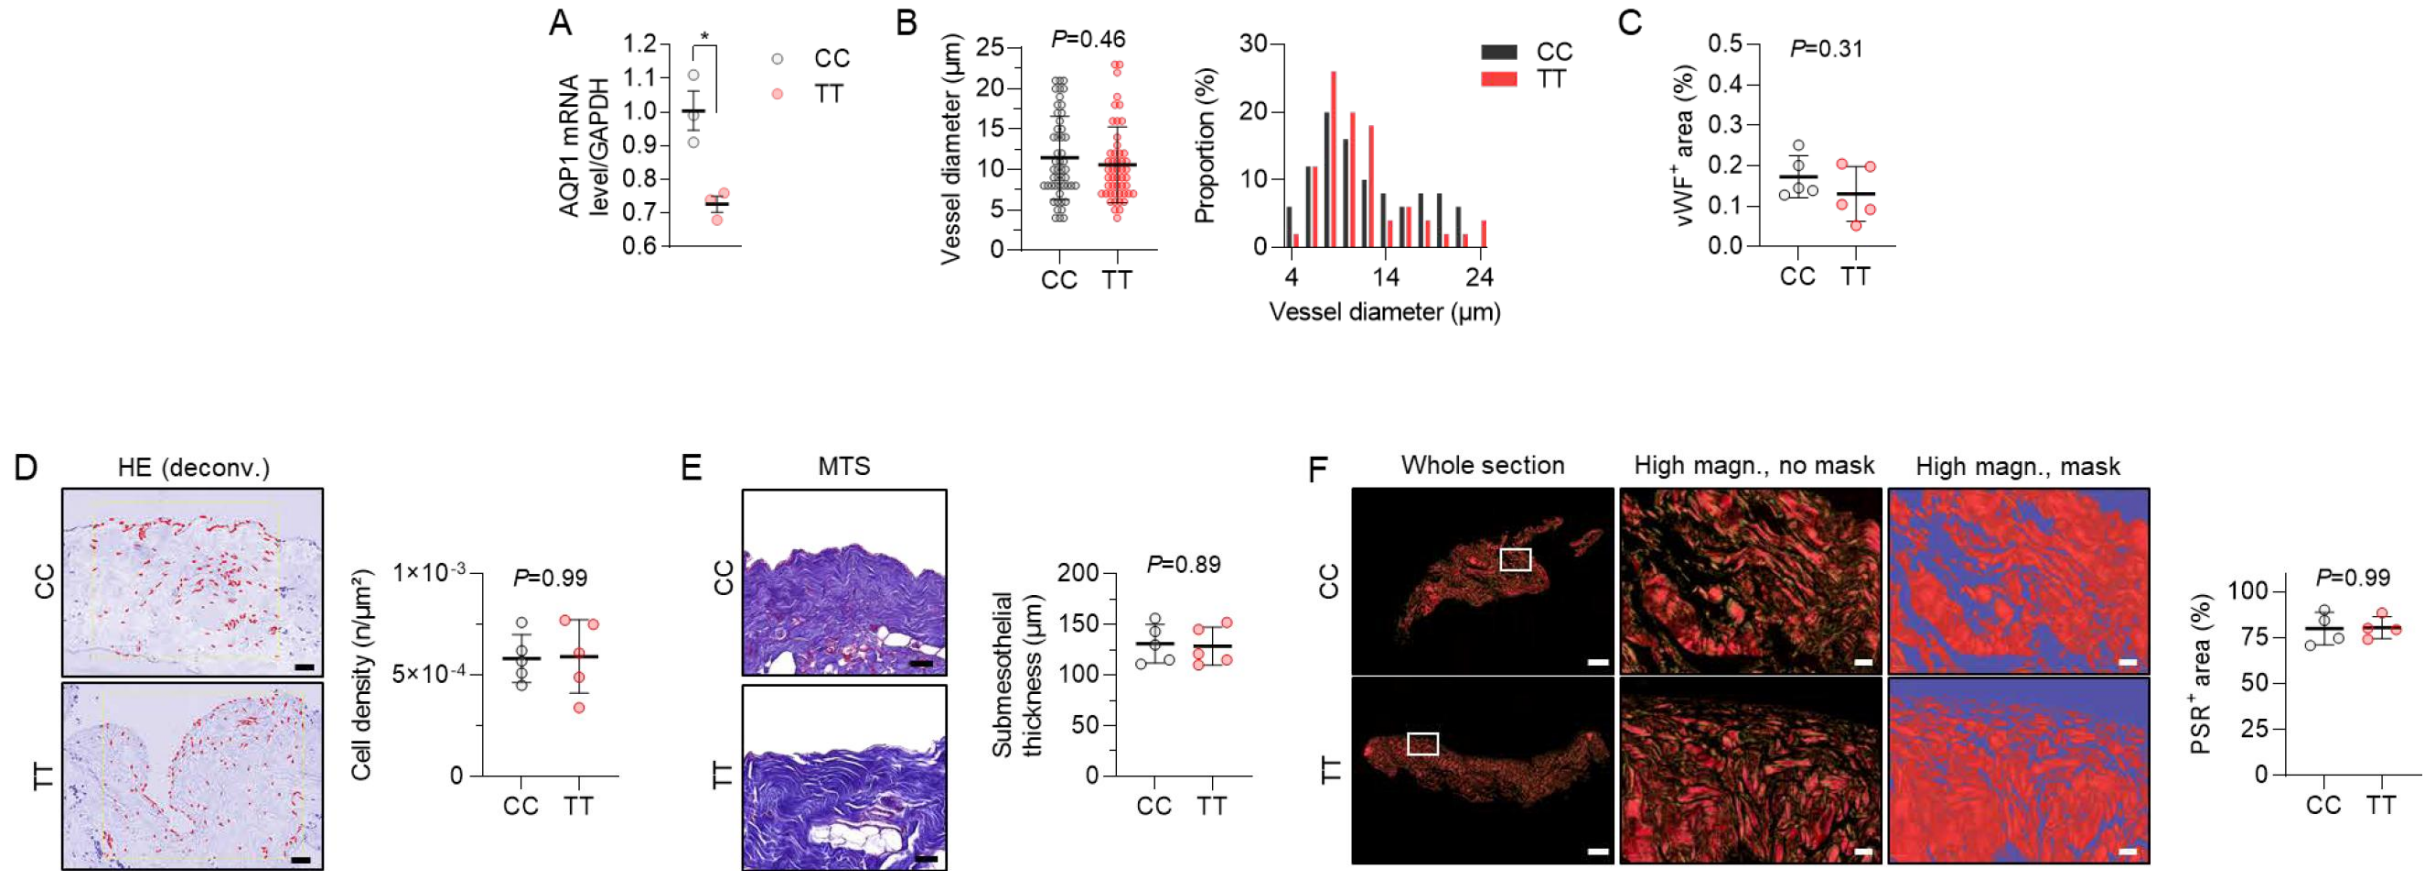 A
AQP1 mRNA
level/GAPDH
1.2
1.1
1.0
0.9
0.8
0.7
0.6
*
CC
TT
B
Vessel diameter (µm)
25
20
15
10
5
0
P=0.46
CC TT
Proportion (%)
30
20
10
0
4 14 24
Vessel diameter (µm)
CC
TT
C
vWF+ area (%)
0.5
0.4
0.3
0.2
0.1
0.0
P=0.31
CC TT
D
HE (deconv.)
CC
TT
Cell density (n/µm²)
1×10-3
5×10-4
0
P=0.99
CC TT
E
MTS
CC
TT
Submesothelial
thickness (µm)
200
150
100
50
0
P=0.89
CC TT
F
Whole section
High magn., no mask
High magn., mask
CC
TT
PSR+ area (%)
100
75
50
25
0
P=0.99
CC TT